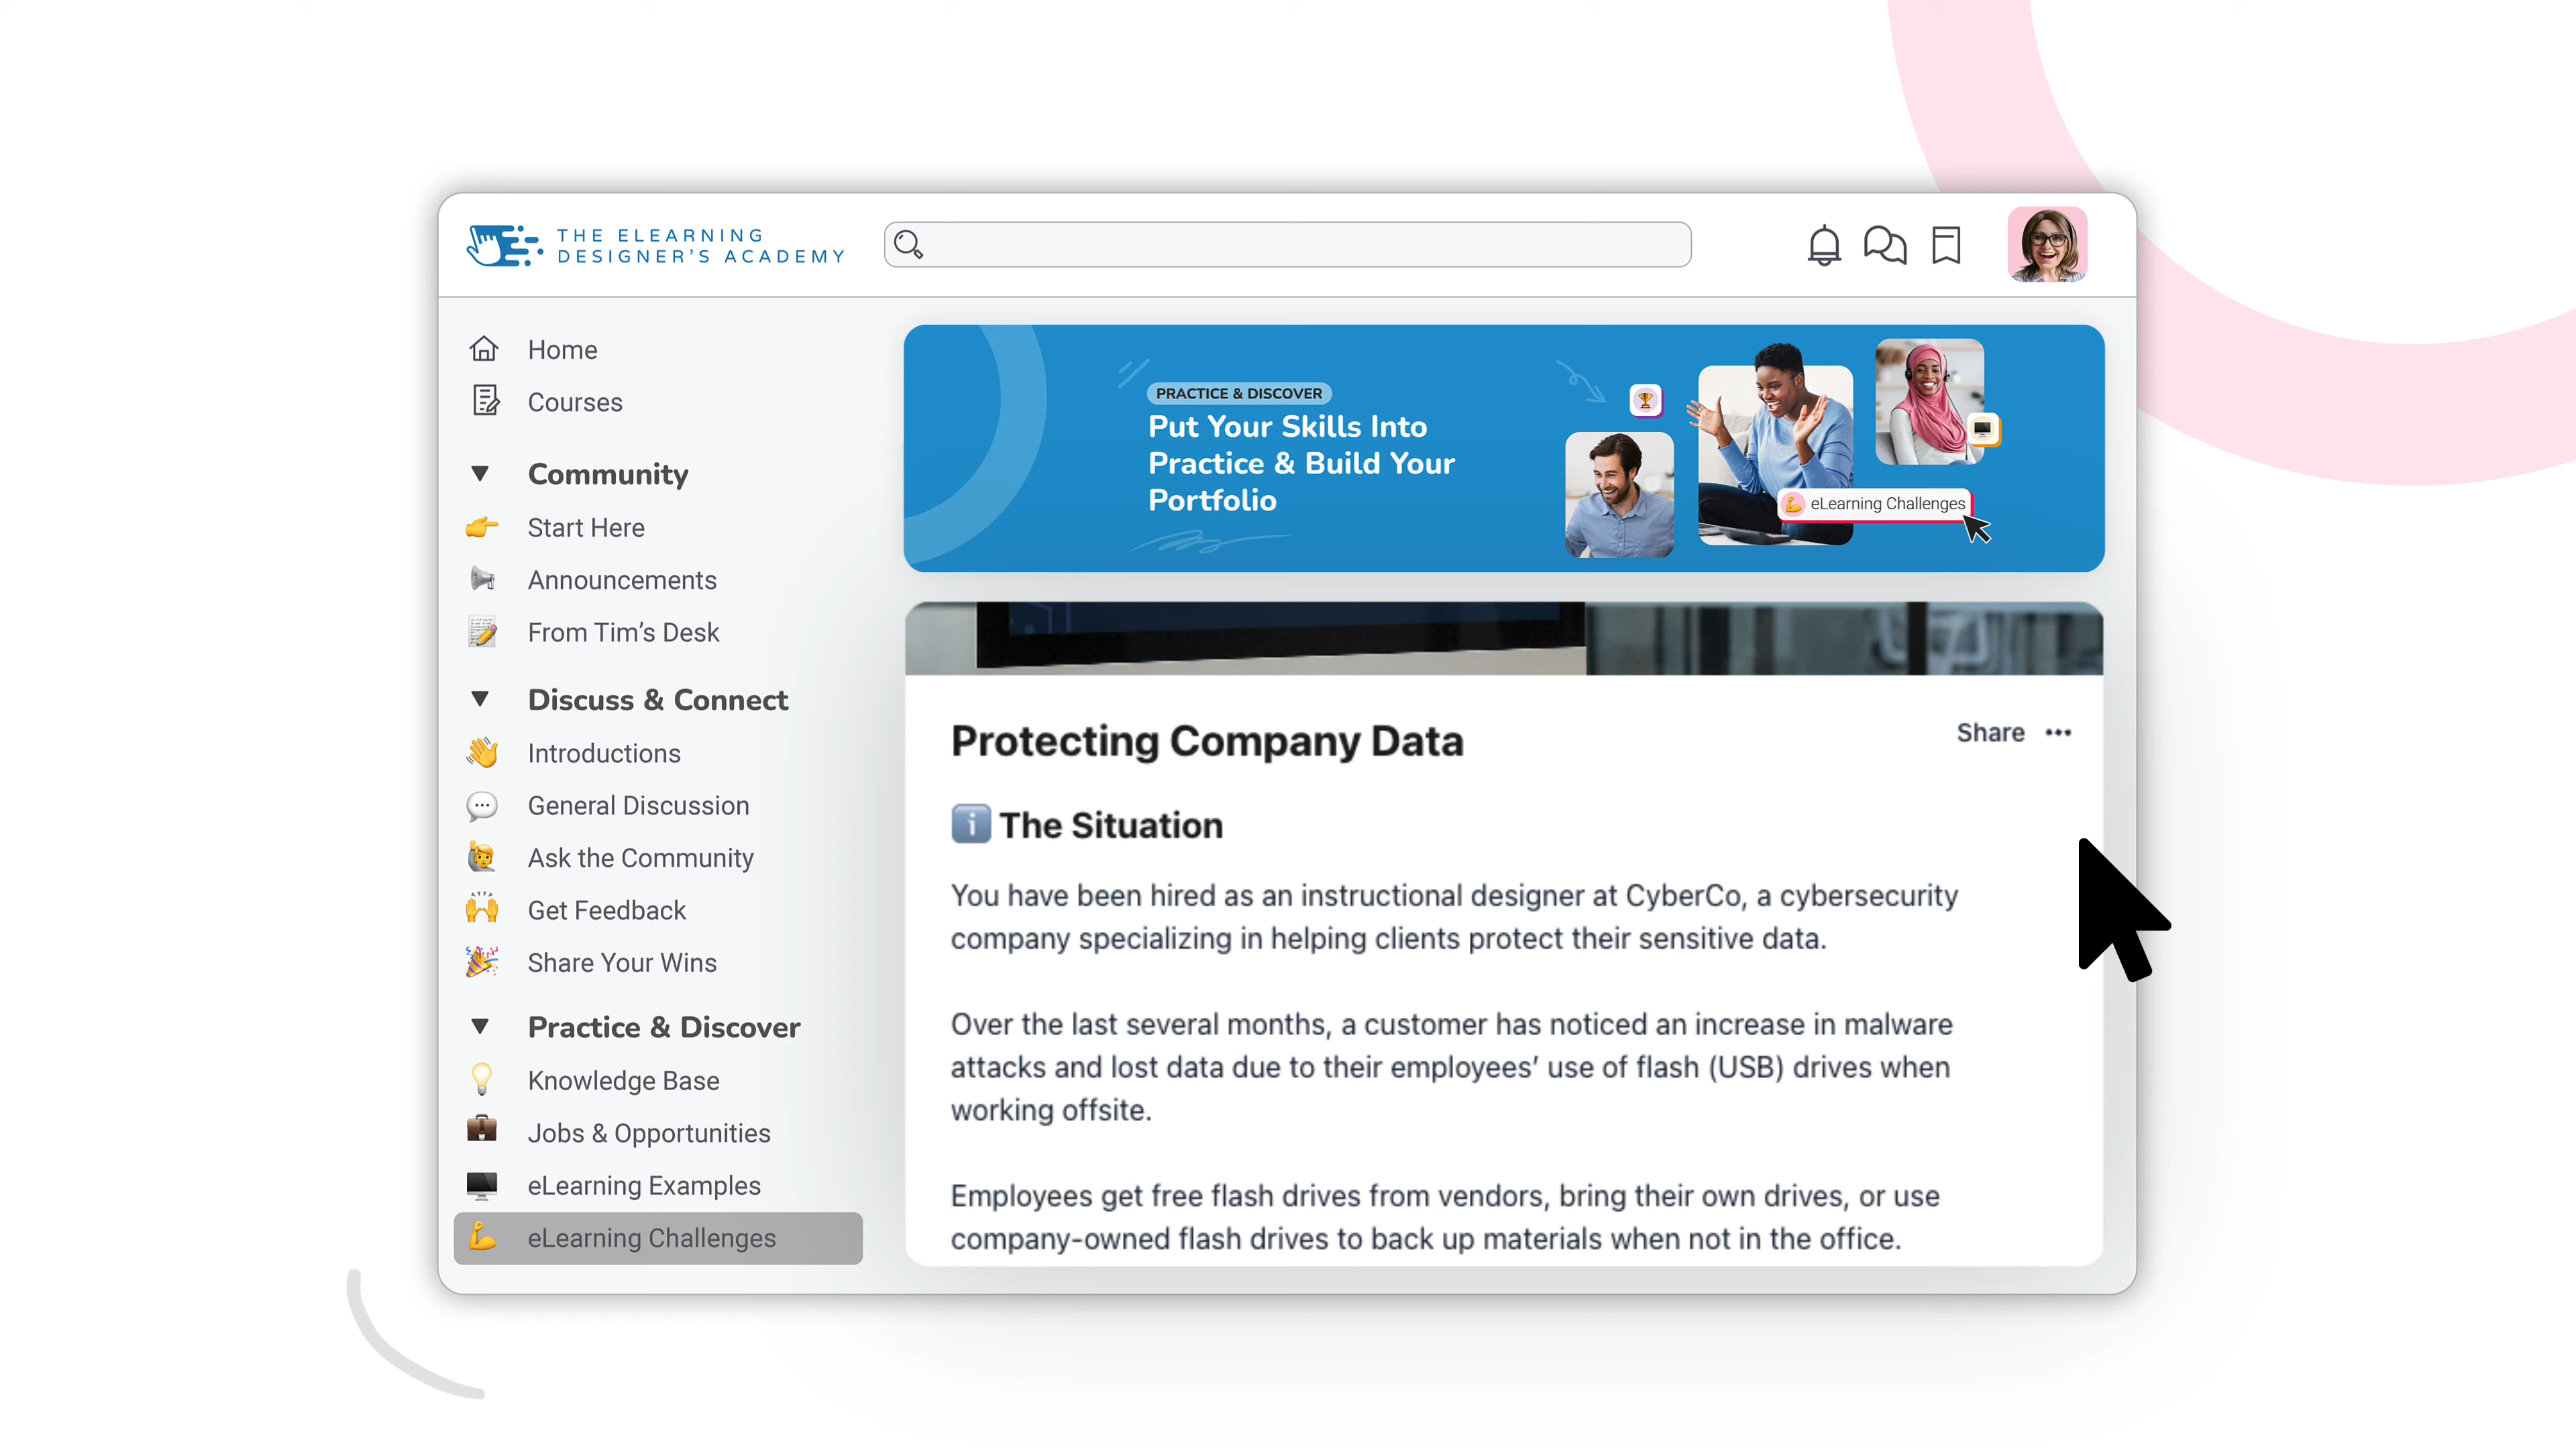 THE ELEARNING
DESIGNER'S ACADEMY
Home
Courses
Community
Start Here
Announcements
From Tim’s Desk
Discuss & Connect
Introductions
General Discussion
Ask the Community
Get Feedback
Share Your Wins
Practice & Discover
Knowledge Base
Jobs & Opportunities
eLearning Examples
eLearning Challenges
PRACTICE & DISCOVER
Put Your Skills Into
Practice & Build Your
Portfolio
eLearning Challenges
Protecting Company Data
Share
The Situation
You have been hired as an instructional designer at CyberCo, a cybersecurity
company specializing in helping clients protect their sensitive data.
Over the last several months, a customer has noticed an increase in malware
attacks and lost data due to their employees’ use of flash (USB) drives when
working offsite.
Employees get free flash drives from vendors, bring their own drives, or use
company-owned flash drives to back up materials when not in the office.